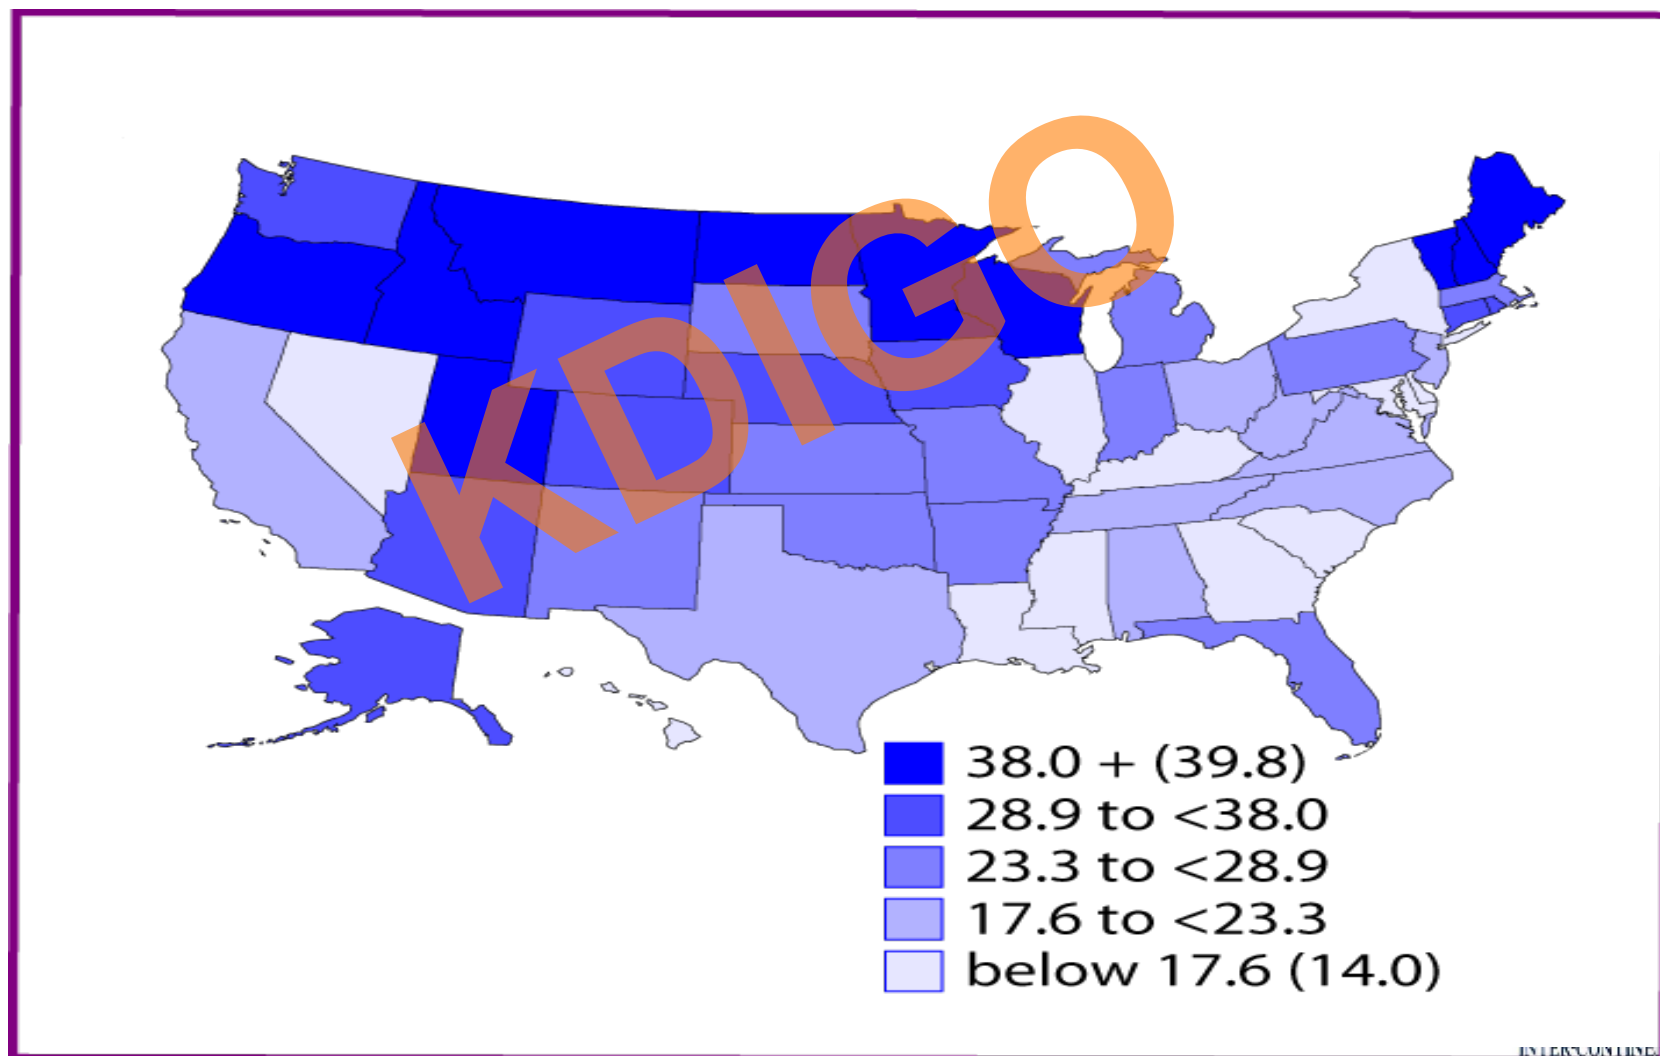 KDIGO
38.0 + (39.8)
28.9 to <38.0
23.3 to <28.9
17.6 to <23.3
below 17.6 (14.0)